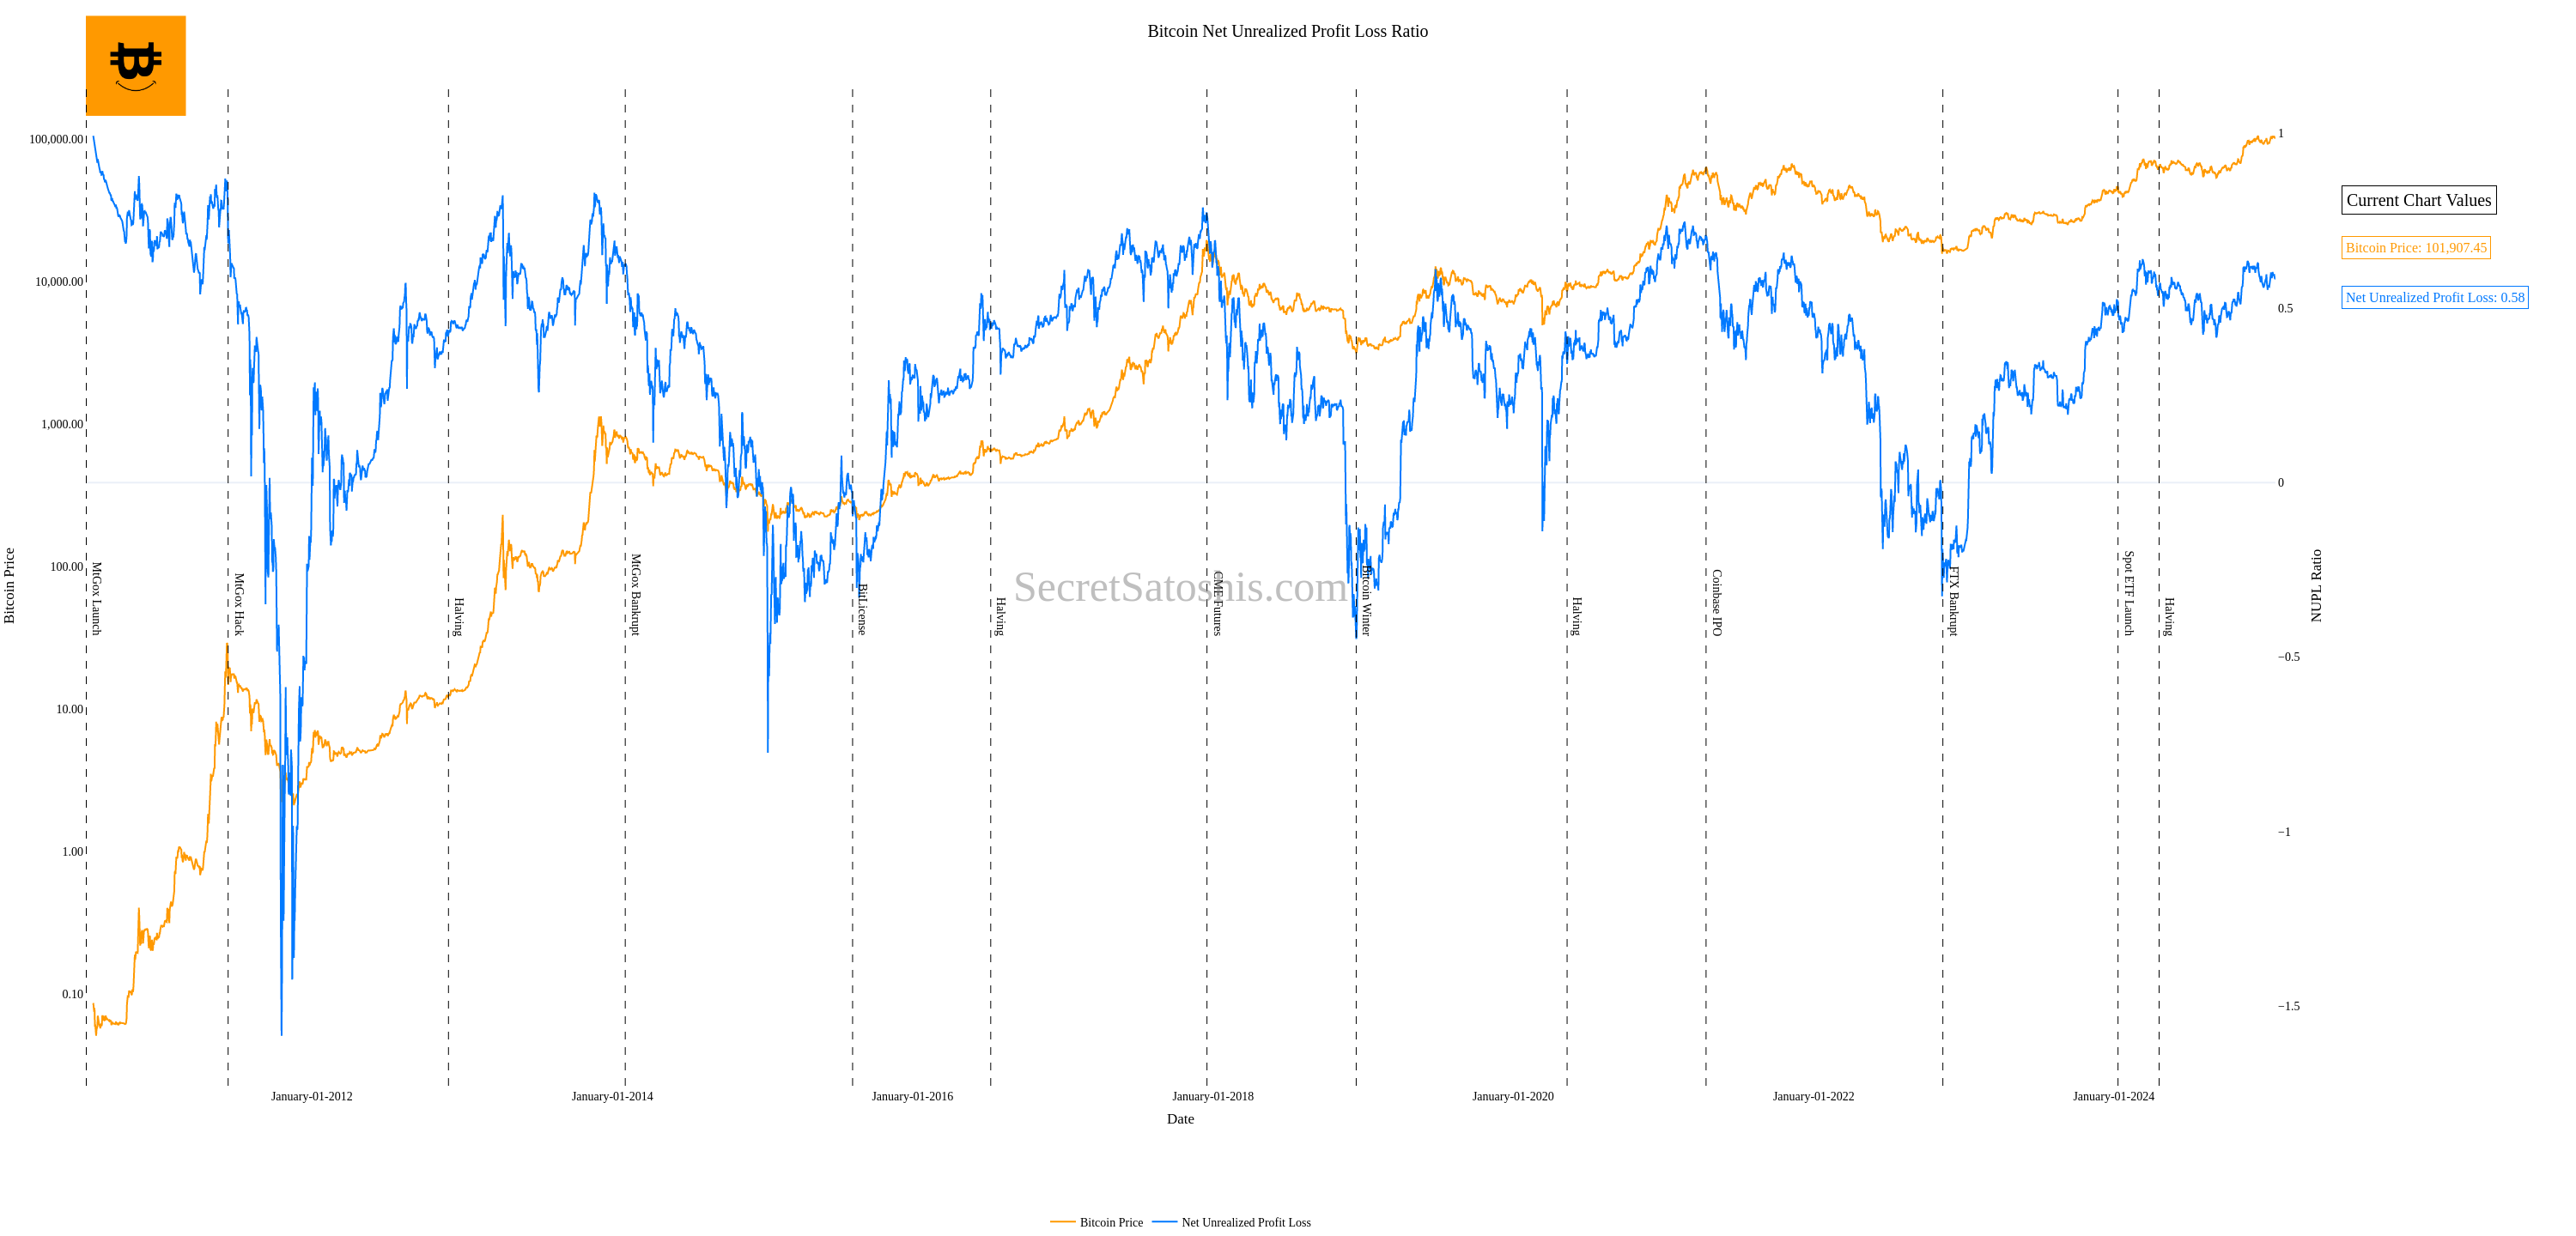 Bitcoin Net Unrealized Profit Loss Ratio
100,000.00
10,000.00
1,000.00
100.00
10.00
1.00
0.10
Bitcoin Price
MtGox Launch
MtGox Hack
Halving
MtGox Bankrupt
BitLicense
Halving
CME Futures
Bitcoin Winter
Halving
Coinbase IPO
FTX Bankrupt
Spot ETF Launch
Halving
SecretSatoshis.com
1
0.5
0
−0.5
−1
−1.5
NUPL Ratio
Current Chart Values
Bitcoin Price: 101,907.45
Net Unrealized Profit Loss: 0.58
January-01-2012
January-01-2014
January-01-2016
January-01-2018
January-01-2020
January-01-2022
January-01-2024
Date
Bitcoin Price
Net Unrealized Profit Loss